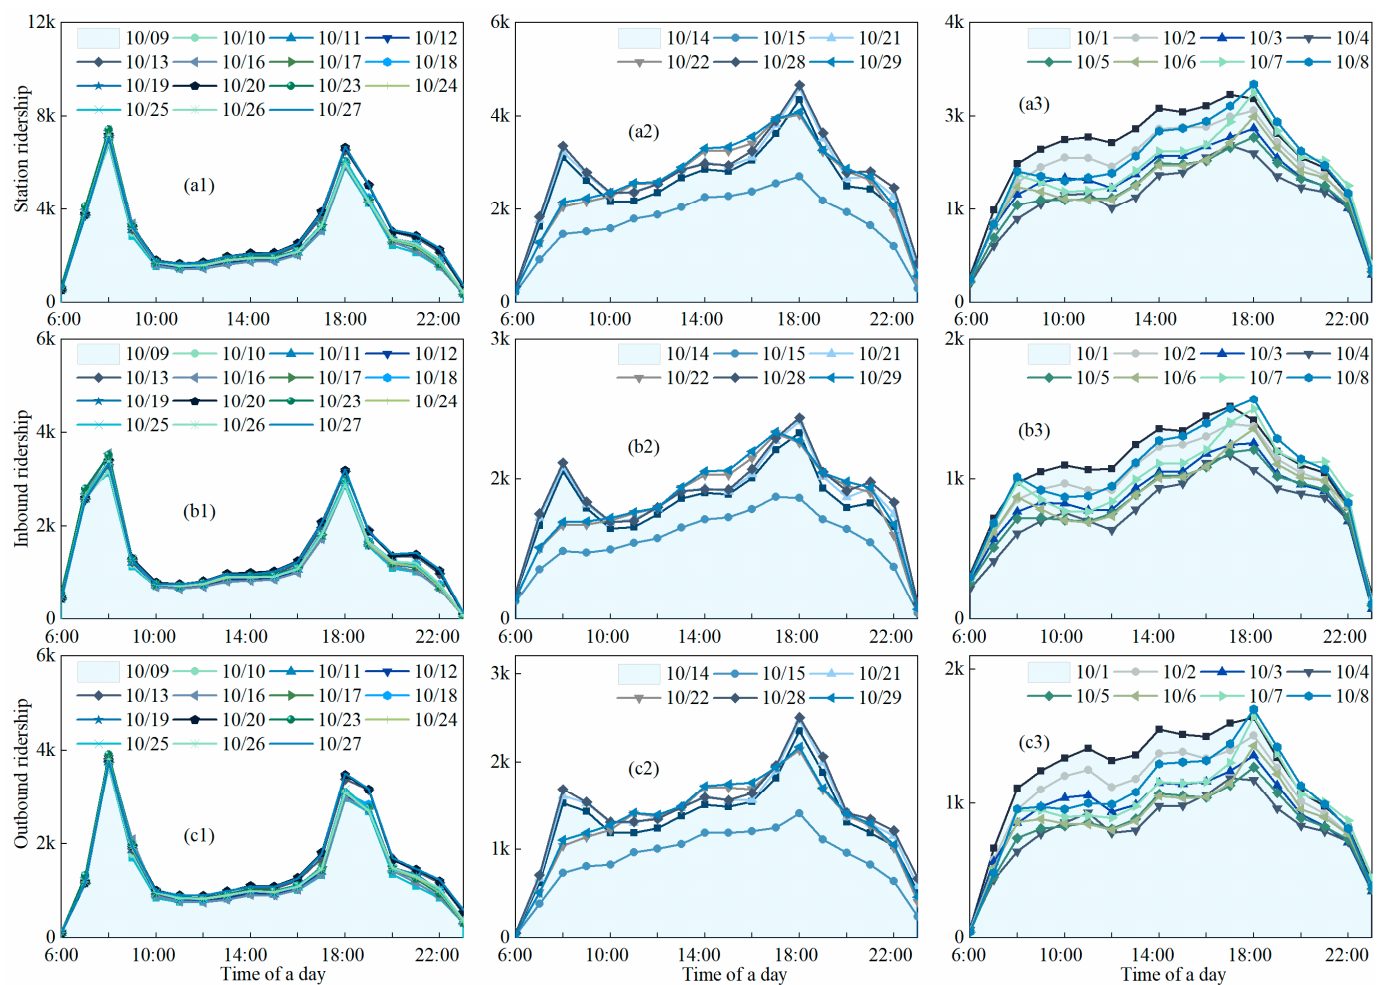 Station ridership
12k
8k
4k
0
10/09 10/10 10/11 10/12
10/13 10/16 10/17 10/18
10/19 10/20 10/23 10/24
10/25 10/26 10/27
(a1)
6:00 10:00 14:00 18:00 22:00
6k
4k
2k
0
10/14 10/15 10/21
10/22 10/28 10/29
(a2)
6:00 10:00 14:00 18:00 22:00
4k
3k
1k
0
10/1 10/2 10/3 10/4
10/5 10/6 10/7 10/8
(a3)
6:00 10:00 14:00 18:00 22:00
Inbound ridership
6k
4k
2k
0
10/09 10/10 10/11 10/12
10/13 10/16 10/17 10/18
10/19 10/20 10/23 10/24
10/25 10/26 10/27
(b1)
6:00 10:00 14:00 18:00 22:00
3k
2k
0
10/14 10/15 10/21
10/22 10/28 10/29
(b2)
6:00 10:00 14:00 18:00 22:00
2k
1k
0
10/1 10/2 10/3 10/4
10/5 10/6 10/7 10/8
(b3)
6:00 10:00 14:00 18:00 22:00
Outbound ridership
6k
4k
2k
0
10/09 10/10 10/11 10/12
10/13 10/16 10/17 10/18
10/19 10/20 10/23 10/24
10/25 10/26 10/27
(c1)
6:00 10:00 14:00 18:00 22:00
Time of a day
3k
2k
1k
0
10/14 10/15 10/21
10/22 10/28 10/29
(c2)
6:00 10:00 14:00 18:00 22:00
Time of a day
2k
1k
0
10/1 10/2 10/3 10/4
10/5 10/6 10/7 10/8
(c3)
6:00 10:00 14:00 18:00 22:00
Time of a day